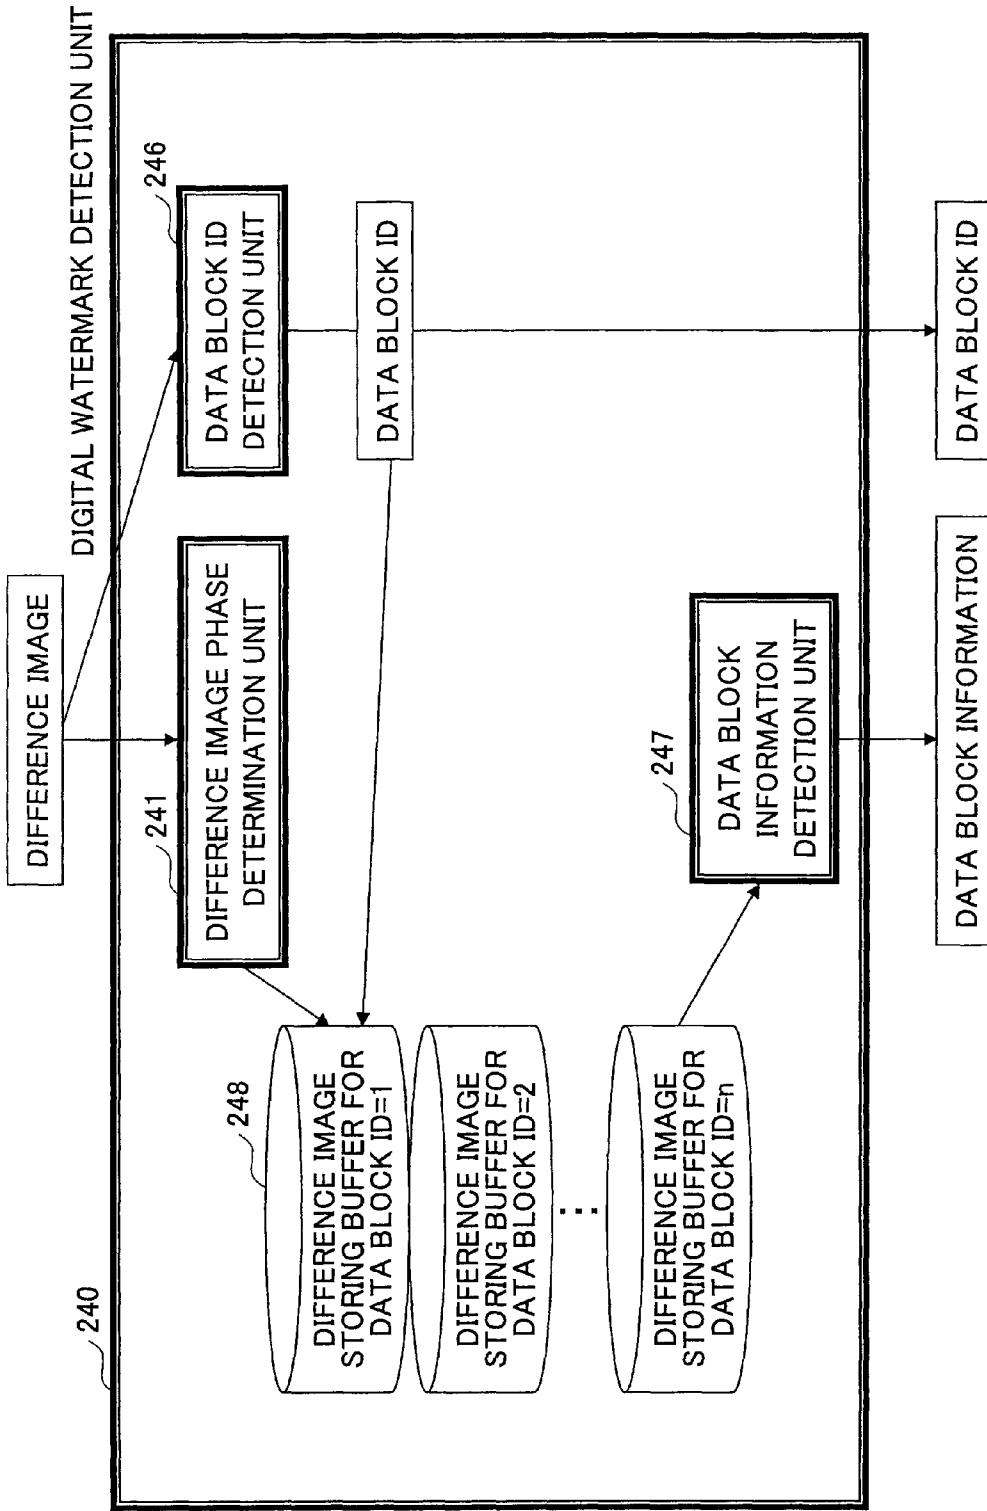 DIFFERENCE IMAGE
DIGITAL WATERMARK DETECTION UNIT
240
241
DIFFERENCE IMAGE PHASE
DETERMINATION UNIT
246
DATA BLOCK ID
DETECTION UNIT
248
DIFFERENCE IMAGE
STORING BUFFER FOR
DATA BLOCK ID=1
DATA BLOCK ID
DIFFERENCE IMAGE
STORING BUFFER FOR
DATA BLOCK ID=2
...
DIFFERENCE IMAGE
STORING BUFFER FOR
DATA BLOCK ID=n
247
DATA BLOCK
INFORMATION
DETECTION UNIT
DATA BLOCK INFORMATION
DATA BLOCK ID